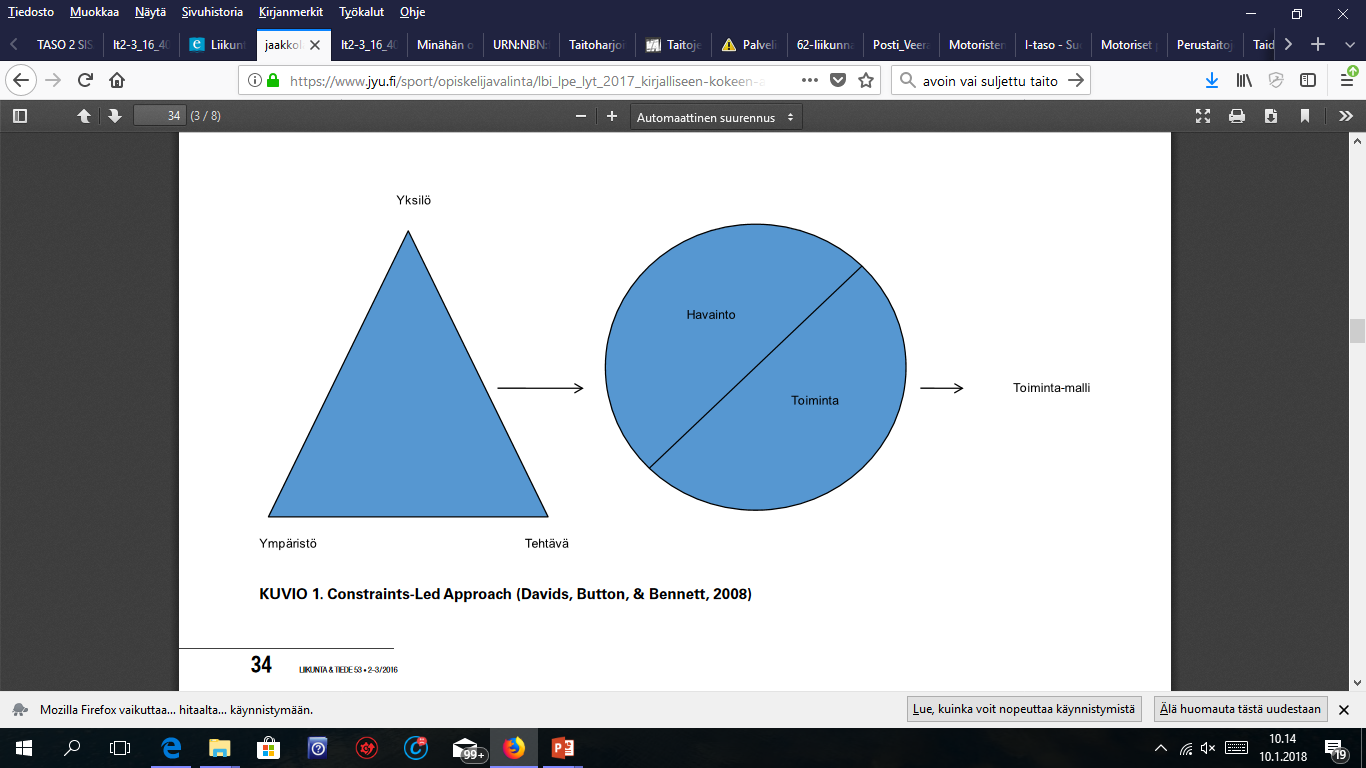 Tiedosto Muokkaa Näytä Sivuhistoria Kirjanmerkit Työkalut Ohje
TASO 2 SIS lt2-3_16_40 Liikunt jaakkola lt2-3_16_40 Minähän o URN:NBN: Taitoharjoi Taitoje Palveli 62-liikunna Posti_Veera Motoristen I-taso - Suo Motoriset Perustaitoj Taid
https://www.jyu.fi/sport/opiskelijavalinta/lbi_lpe_lyt_2017_kirjalliseen-kokeen-a avoin vai suljettu taito
34 (3 / 8) Automaattinen suurennus
Yksilö
Havainto
Toiminta-malli
Toiminta
Ympäristö Tehtävä
KUVIO 1. Constraints-Led Approach (Davids, Button, & Bennett, 2008)
34 LIIKUNTA & TIEDE 53 • 2-3/2016
Mozilla Firefox vaikuttaa... hitaalta... käynnistymään. Lue, kuinka voit nopeuttaa käynnistymistä Älä huomauta tästä uudestaan
99+ 10.14
10.1.2018 19